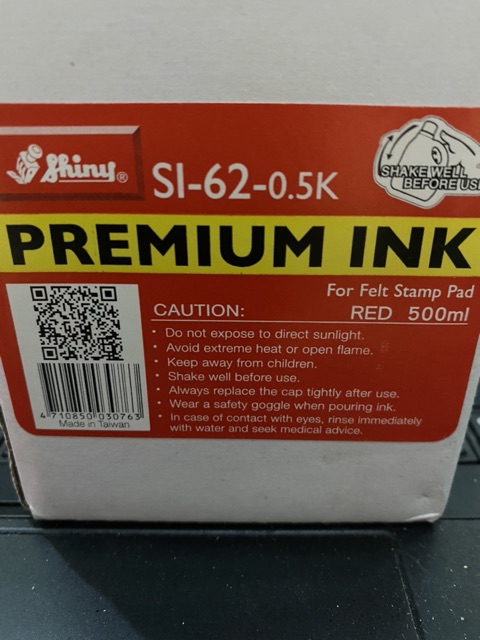 Shiny®
SI-62-0.5K
SHAKE WELL
BEFORE USE
PREMIUM INK
For Felt Stamp Pad
RED 500ml
CAUTION:
• Do not expose to direct sunlight.
• Avoid extreme heat or open flame.
• Keep away from children.
• Shake well before use.
• Always replace the cap tightly after use.
• Wear a safety goggle when pouring ink.
• In case of contact with eyes, rinse immediately
with water and seek medical advice.
4 710850 030763
Made in Taiwan